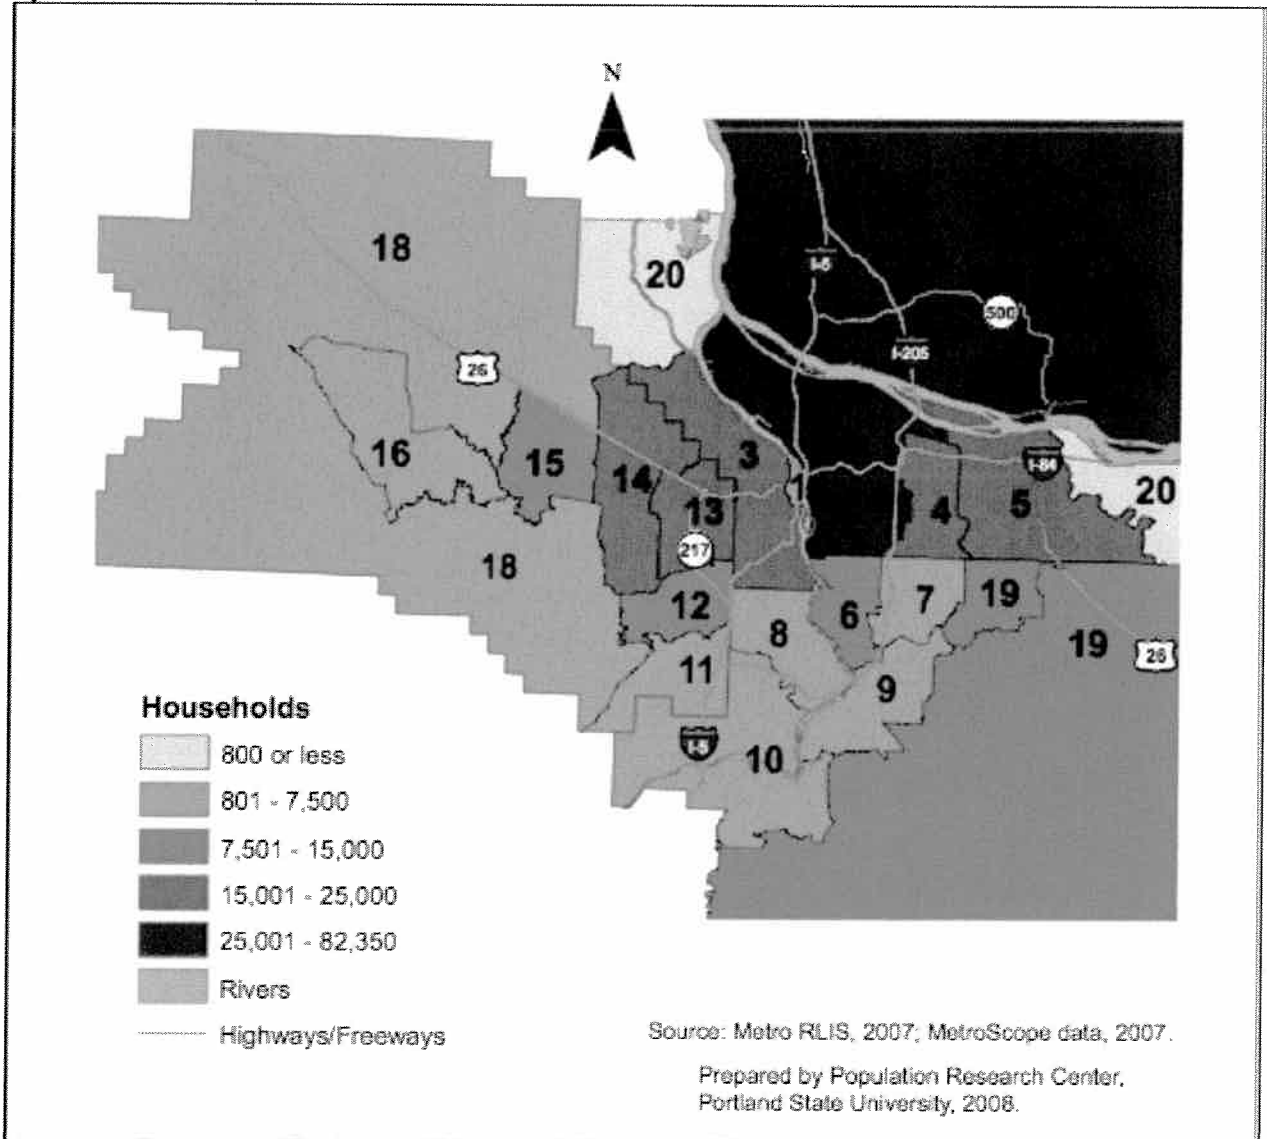 N
18
20
I-5
500
I-205
26
16
15
14
3
1
I-84
20
13
4
5
217
18
12
6
7
19
8
19
26
11
9
I-5
10
Households
800 or less
801 - 7,500
7,501 - 15,000
15,001 - 25,000
25,001 - 82,350
Rivers
Highways/Freeways
Source: Metro RLIS, 2007; MetroScope data, 2007.
Prepared by Population Research Center,
Portland State University, 2008.